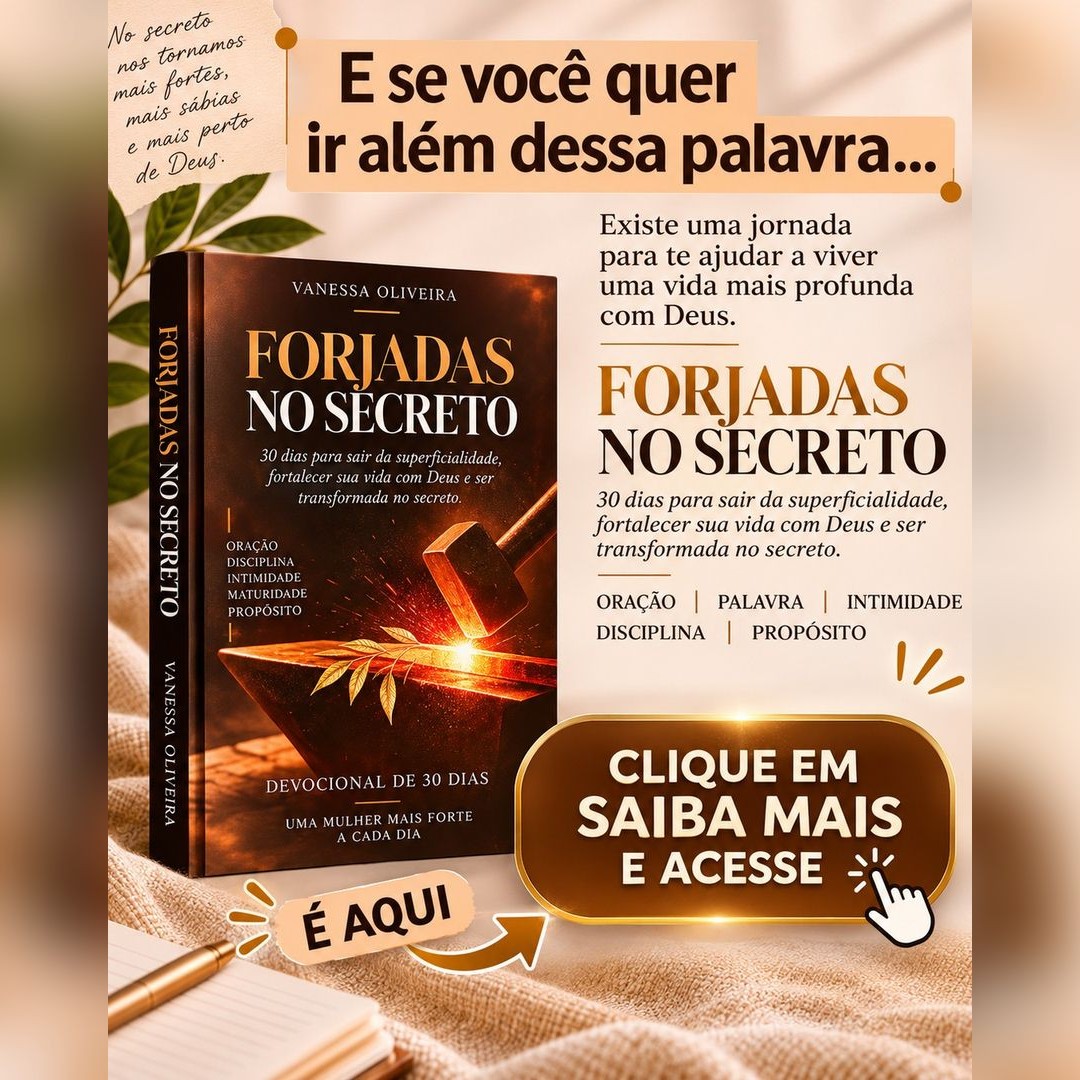 No secreto
nos tornamos
mais fortes,
mais sábias
e mais perto
de Deus.
E se você quer
ir além dessa palavra...
Existe uma jornada
para te ajudar a viver
uma vida mais profunda
com Deus.
FORJADAS
NO SECRETO
30 dias para sair da superficialidade,
fortalecer sua vida com Deus e ser
transformada no secreto.
ORAÇÃO | PALAVRA | INTIMIDADE
DISCIPLINA | PROPÓSITO
FORJADAS NO SECRETO
VANESSA OLIVEIRA
VANESSA OLIVEIRA
FORJADAS
NO SECRETO
30 dias para sair da superficialidade,
fortalecer sua vida com Deus e ser
transformada no secreto.
ORAÇÃO
DISCIPLINA
INTIMIDADE
MATURIDADE
PROPÓSITO
DEVOCIONAL DE 30 DIAS
UMA MULHER MAIS FORTE
A CADA DIA
CLIQUE EM
SAIBA MAIS
E ACESSE
É AQUI